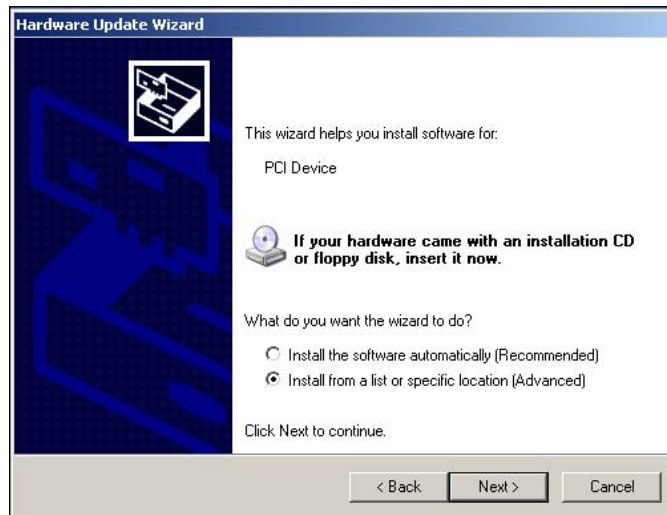 Hardware Update Wizard
This wizard helps you install software for:
PCI Device
If your hardware came with an installation CD
or floppy disk, insert it now.
What do you want the wizard to do?
Install the software automatically (Recommended)
Install from a list or specific location (Advanced)
Click Next to continue.
< Back Next > Cancel